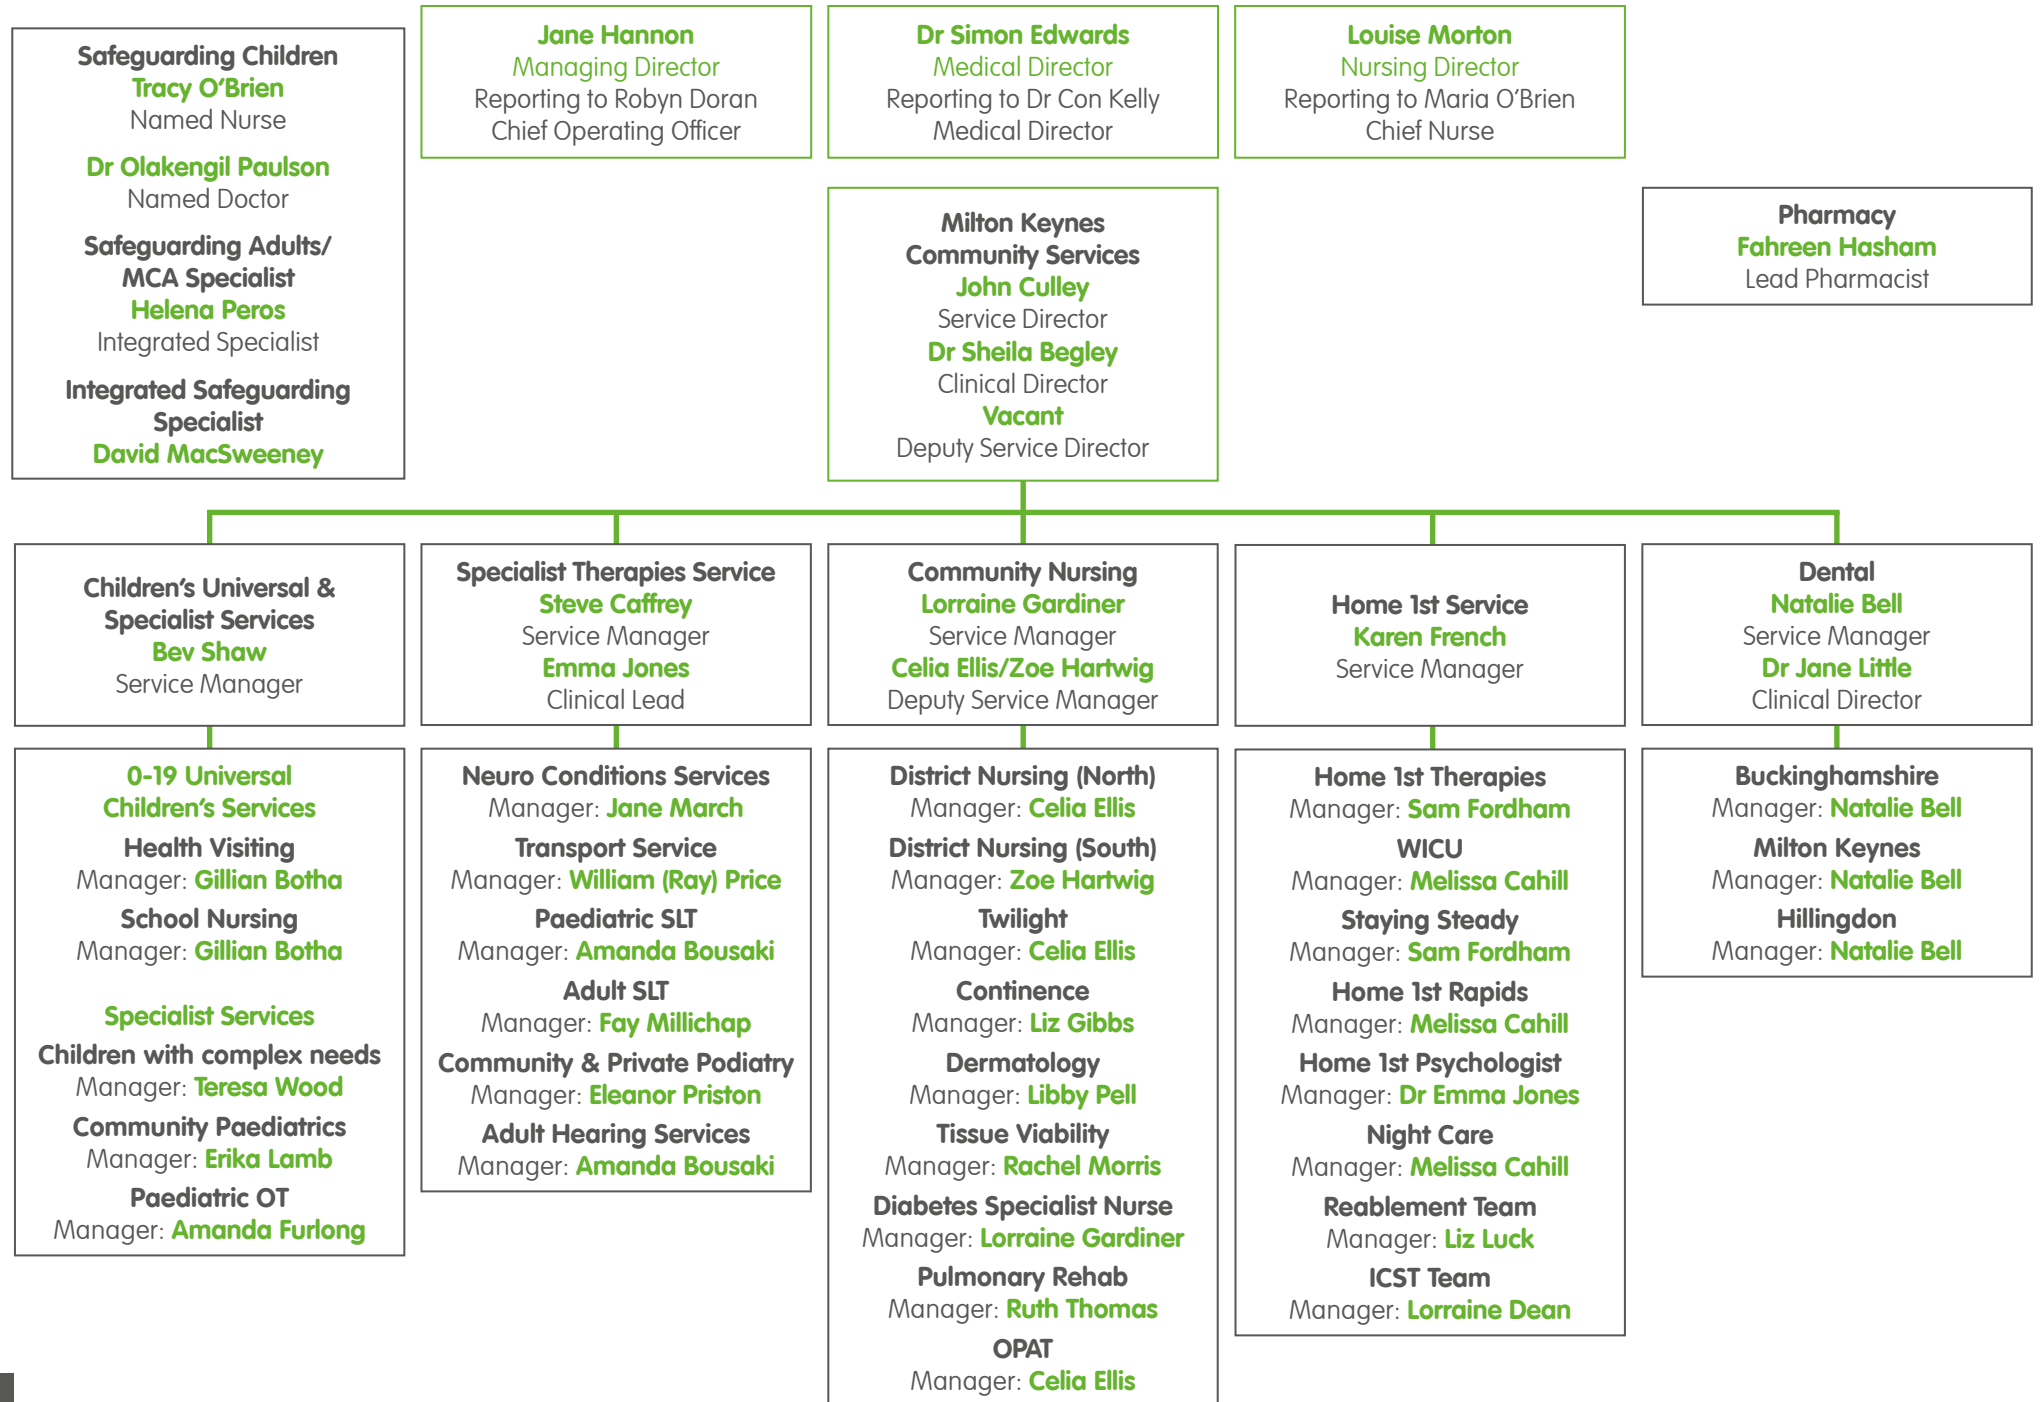 Safeguarding Children
Tracy O'Brien
Named Nurse
Dr Olakengil Paulson
Named Doctor
Safeguarding Adults/
MCA Specialist
Helena Peros
Integrated Specialist
Integrated Safeguarding
Specialist
David MacSweeney
Jane Hannon
Managing Director
Reporting to Robyn Doran
Chief Operating Officer
Dr Simon Edwards
Medical Director
Reporting to Dr Con Kelly
Medical Director
Louise Morton
Nursing Director
Reporting to Maria O'Brien
Chief Nurse
Milton Keynes
Community Services
John Culley
Service Director
Dr Sheila Begley
Clinical Director
Vacant
Deputy Service Director
Pharmacy
Fahreen Hasham
Lead Pharmacist
Children's Universal &
Specialist Services
Bev Shaw
Service Manager
Specialist Therapies Service
Steve Caffrey
Service Manager
Emma Jones
Clinical Lead
Community Nursing
Lorraine Gardiner
Service Manager
Celia Ellis/Zoe Hartwig
Deputy Service Manager
Home 1st Service
Karen French
Service Manager
Dental
Natalie Bell
Service Manager
Dr Jane Little
Clinical Director
0-19 Universal
Children's Services
Health Visiting
Manager: Gillian Botha
School Nursing
Manager: Gillian Botha
Specialist Services
Children with complex needs
Manager: Teresa Wood
Community Paediatrics
Manager: Erika Lamb
Paediatric OT
Manager: Amanda Furlong
Neuro Conditions Services
Manager: Jane March
Transport Service
Manager: William (Ray) Price
Paediatric SLT
Manager: Amanda Bousaki
Adult SLT
Manager: Fay Millichap
Community & Private Podiatry
Manager: Eleanor Priston
Adult Hearing Services
Manager: Amanda Bousaki
District Nursing (North)
Manager: Celia Ellis
District Nursing (South)
Manager: Zoe Hartwig
Twilight
Manager: Celia Ellis
Continence
Manager: Liz Gibbs
Dermatology
Manager: Libby Pell
Tissue Viability
Manager: Rachel Morris
Diabetes Specialist Nurse
Manager: Lorraine Gardiner
Pulmonary Rehab
Manager: Ruth Thomas
OPAT
Manager: Celia Ellis
Home 1st Therapies
Manager: Sam Fordham
WICU
Manager: Melissa Cahill
Staying Steady
Manager: Sam Fordham
Home 1st Rapids
Manager: Melissa Cahill
Home 1st Psychologist
Manager: Dr Emma Jones
Night Care
Manager: Melissa Cahill
Reablement Team
Manager: Liz Luck
ICST Team
Manager: Lorraine Dean
Buckinghamshire
Manager: Natalie Bell
Milton Keynes
Manager: Natalie Bell
Hillingdon
Manager: Natalie Bell